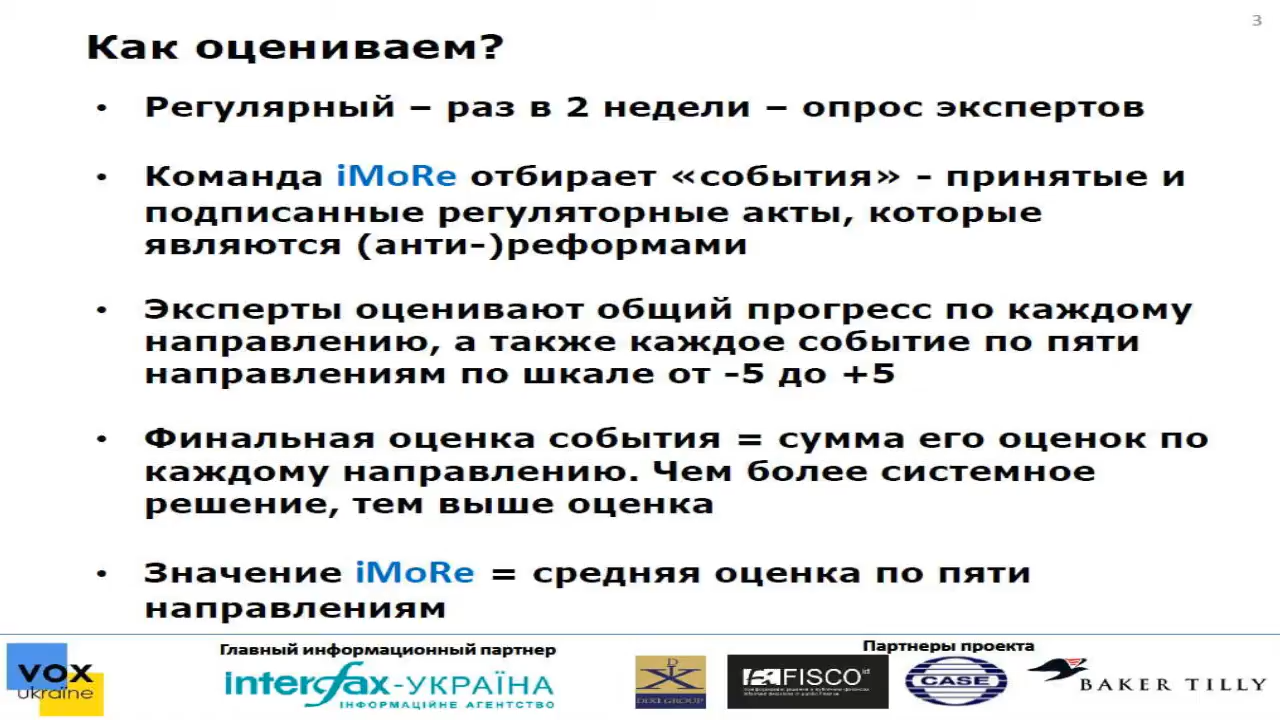 3
Как оцениваем?
• Регулярный – раз в 2 недели – опрос экспертов
• Команда iMoRe отбирает «события» - принятые и
подписанные регуляторные акты, которые
являются (анти-)реформами
• Эксперты оценивают общий прогресс по каждому
направлению, а также каждое событие по пяти
направлениям по шкале от -5 до +5
• Финальная оценка события = сумма его оценок по
каждому направлению. Чем более системное
решение, тем выше оценка
• Значение iMoRe = средняя оценка по пяти
направлениям
vox
ukraine
Главный информационный партнер
interfax-УКРАЇНА
ІНФОРМАЦІЙНЕ АГЕНТСТВО
Партнеры проекта
DIXI GROUP
FISCO
CASE
BAKER TILLY